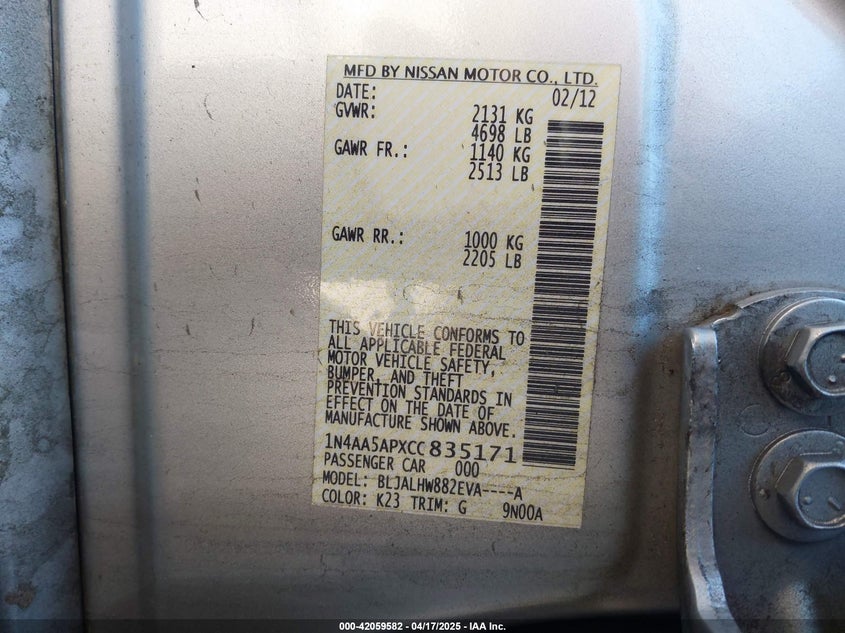 MFD BY NISSAN MOTOR CO., LTD.
DATE: 02/12
GVWR: 2131 KG
4698 LB
GAWR FR.: 1140 KG
2513 LB
GAWR RR.: 1000 KG
2205 LB
THIS VEHICLE CONFORMS TO
ALL APPLICABLE FEDERAL
MOTOR VEHICLE SAFETY,
BUMPER, AND THEFT
PREVENTION STANDARDS IN
EFFECT ON THE DATE OF
MANUFACTURE SHOWN ABOVE.
1N4AA5APXCC835171
PASSENGER CAR 000
MODEL: BLJALHW882EVA----A
COLOR: K23 TRIM: G 9N00A
000-42059582 - 04/17/2025 - IAA Inc.